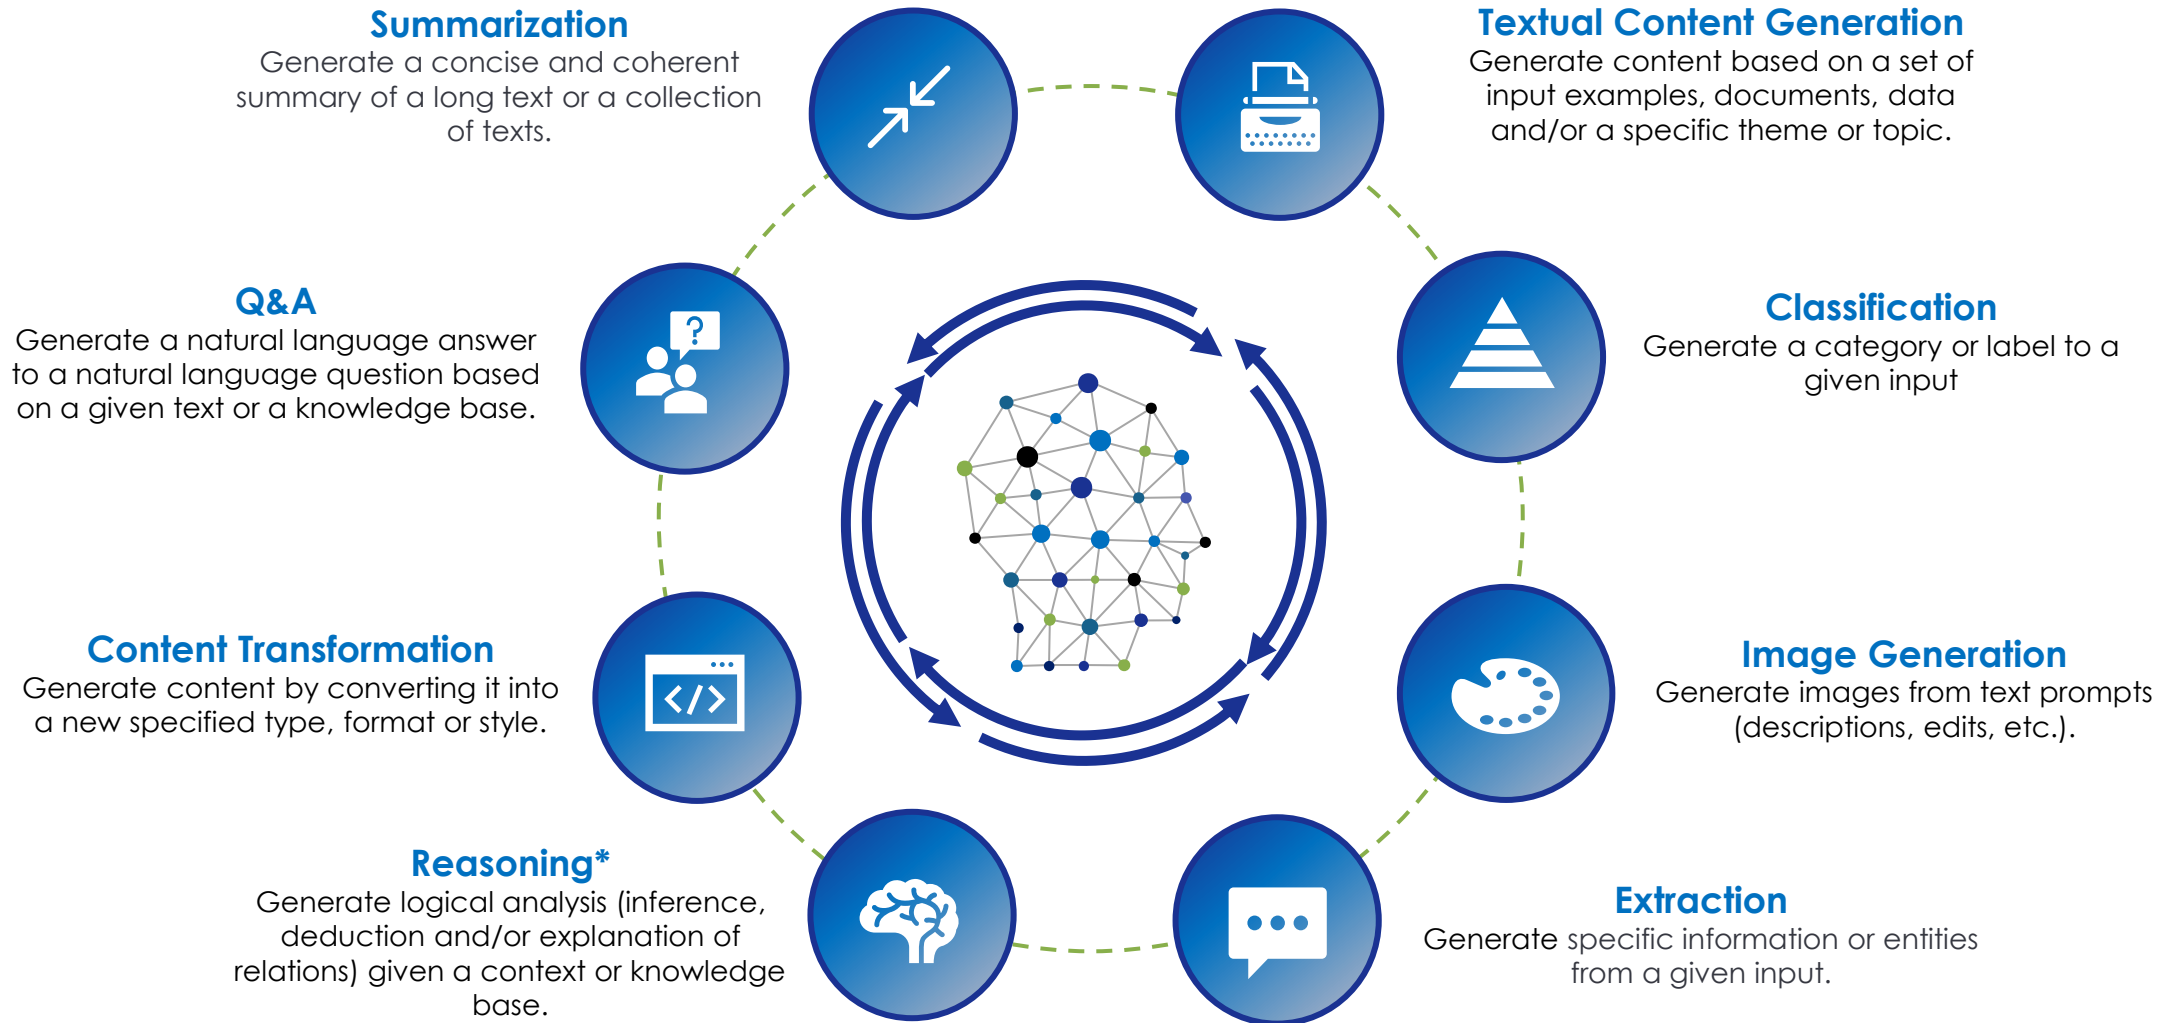 Summarization
Generate a concise and coherent
summary of a long text or a collection
of texts.
Textual Content Generation
Generate content based on a set of
input examples, documents, data
and/or a specific theme or topic.
Q&A
Generate a natural language answer
to a natural language question based
on a given text or a knowledge base.
?
Classification
Generate a category or label to a
given input
Content Transformation
Generate content by converting it into
a new specified type, format or style.
</>
Image Generation
Generate images from text prompts
(descriptions, edits, etc.).
Reasoning*
Generate logical analysis (inference,
deduction and/or explanation of
relations) given a context or knowledge
base.
Extraction
Generate specific information or entities
from a given input.